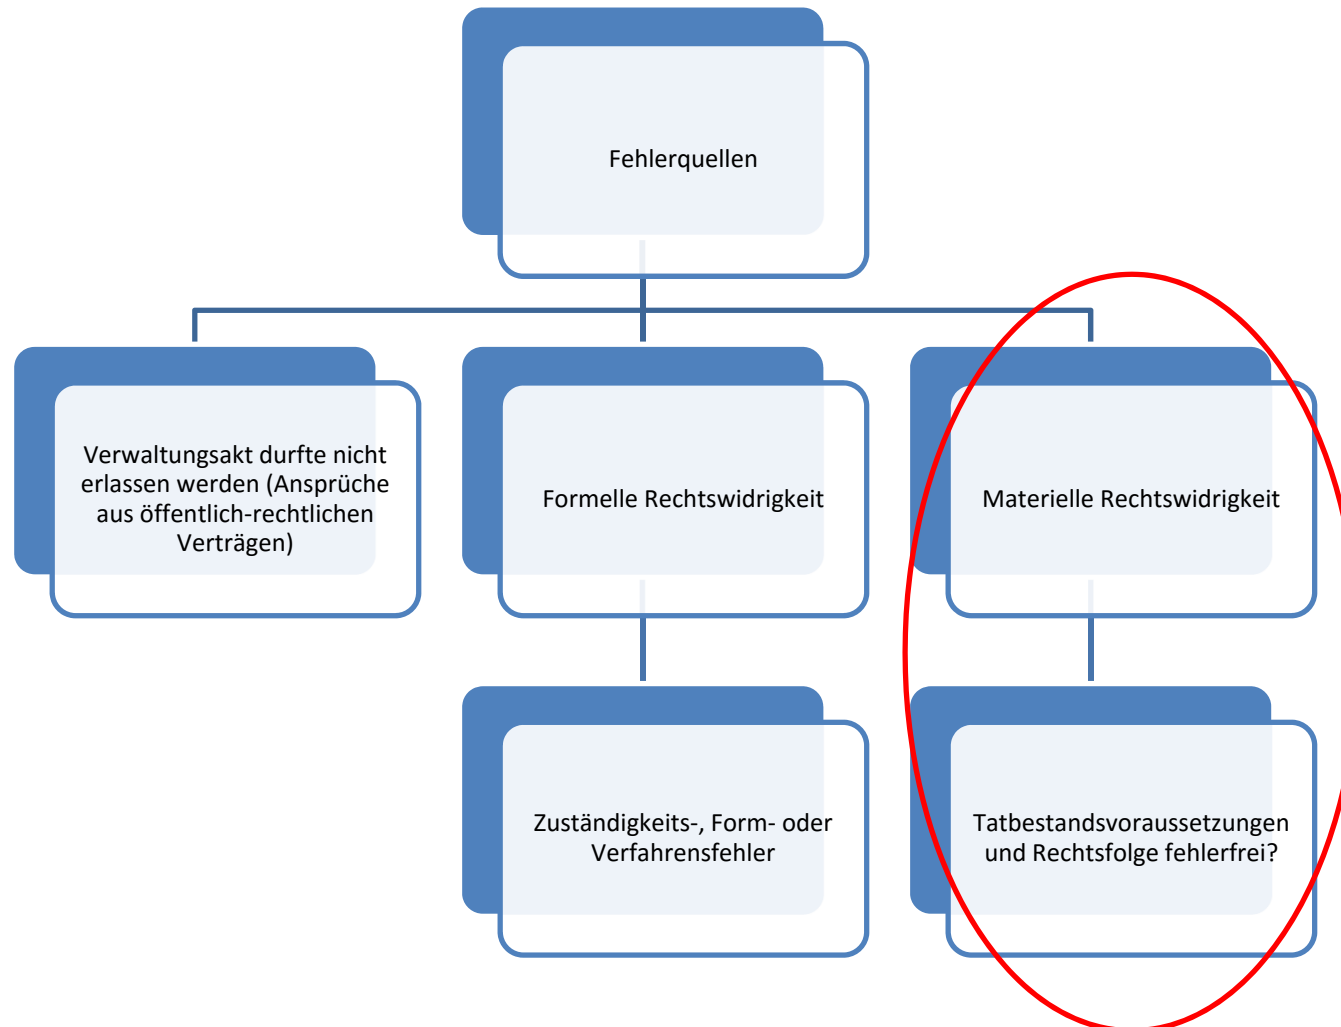 Fehlerquellen
Verwaltungsakt durfte nicht
erlassen werden (Ansprüche
aus öffentlich-rechtlichen
Verträgen)
Formelle Rechtswidrigkeit
Materielle Rechtswidrigkeit
Zuständigkeits-, Form- oder
Verfahrensfehler
Tatbestandsvoraussetzungen
und Rechtsfolge fehlerfrei?